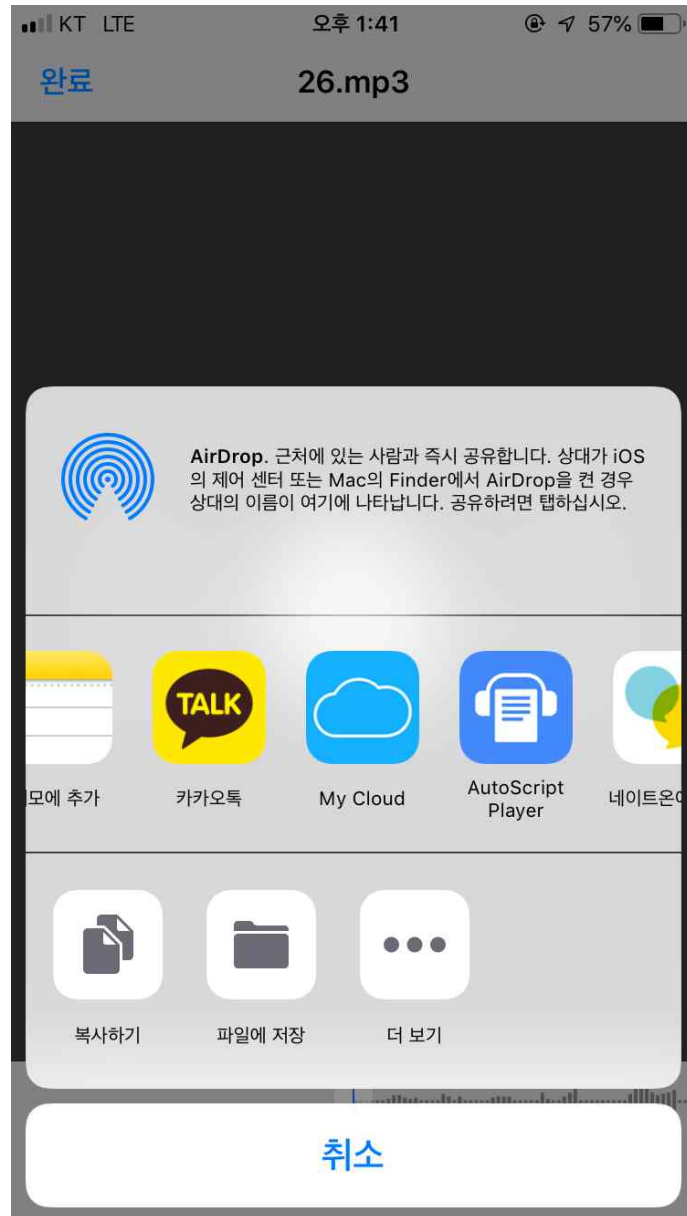 KT LTE 오후 1:41 57%
완료 26.mp3
AirDrop. 근처에 있는 사람과 즉시 공유합니다. 상대가 iOS
의 제어 센터 또는 Mac의 Finder에서 AirDrop을 켠 경우
상대의 이름이 여기에 나타납니다. 공유하려면 탭하십시오.
TALK
모에 추가 카카오톡 My Cloud AutoScript
Player 네이트온
복사하기 파일에 저장 더 보기
취소